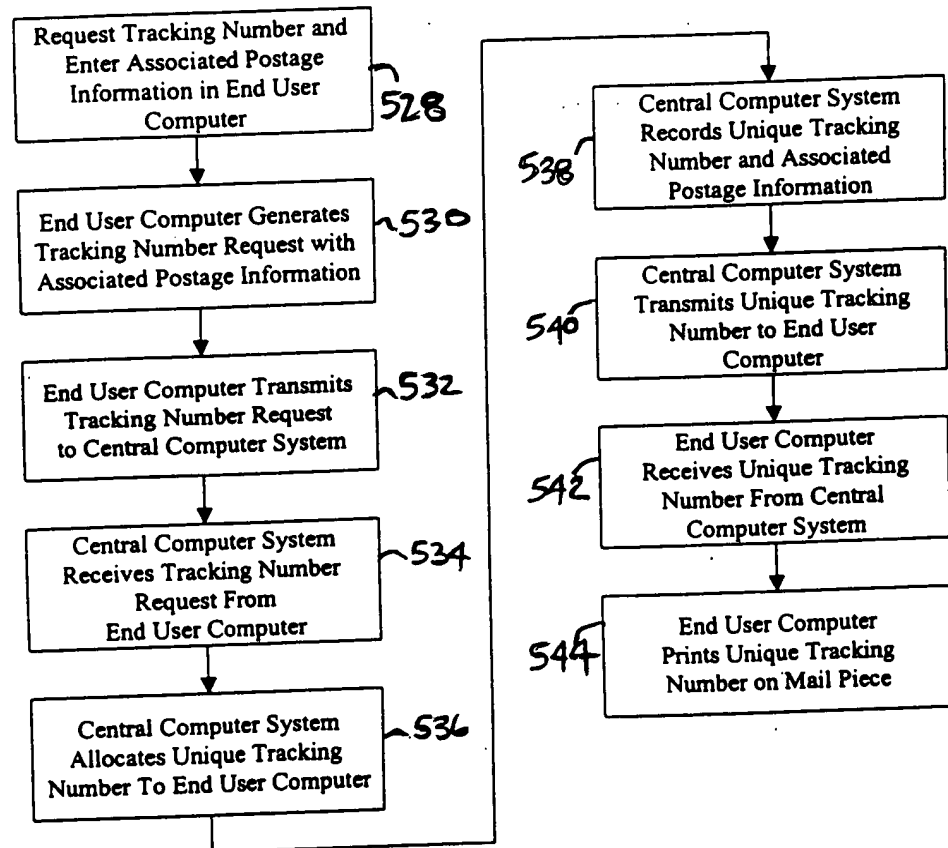 Request Tracking Number and
Enter Associated Postage
Information in End User
Computer
528
End User Computer Generates
Tracking Number Request with
Associated Postage Information
530
End User Computer Transmits
Tracking Number Request
to Central Computer System
532
Central Computer System
Receives Tracking Number
Request From
End User Computer
534
Central Computer System
Allocates Unique Tracking
Number To End User Computer
536
Central Computer System
Records Unique Tracking
Number and Associated
Postage Information
538
Central Computer System
Transmits Unique Tracking
Number to End User
Computer
540
End User Computer
Receives Unique Tracking
Number From Central
Computer System
542
End User Computer
Prints Unique Tracking
Number on Mail Piece
544